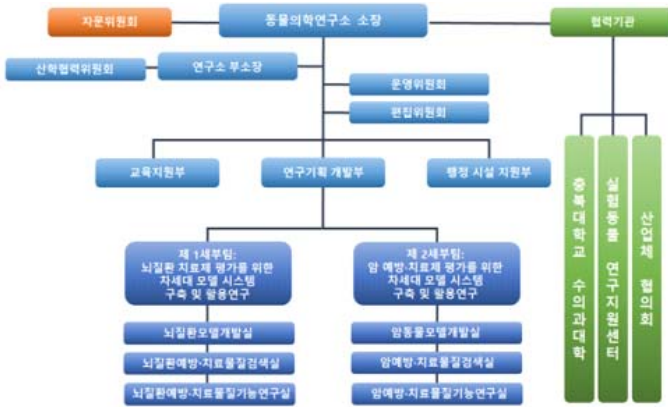 자문위원회
동물의학연구소 소장
협력기관
산학협력위원회
연구소 부소장
운영위원회
편집위원회
교육지원부
연구기획 개발부
행정 시설 지원부
제 1세부팀:
뇌질환 치료제 평가를 위한
차세대 모델 시스템
구축 및 활용연구
뇌질환모델개발실
뇌질환예방·치료물질검색실
뇌질환예방·치료물질기능연구실
제 2세부팀:
암 예방·치료제 평가를 위한
차세대 모델 시스템
구축 및 활용연구
암동물모델개발실
암예방·치료물질검색실
암예방·치료물질기능연구실
충북대학교 수의과대학
실험동물 연구지원센터
산업체 협의회